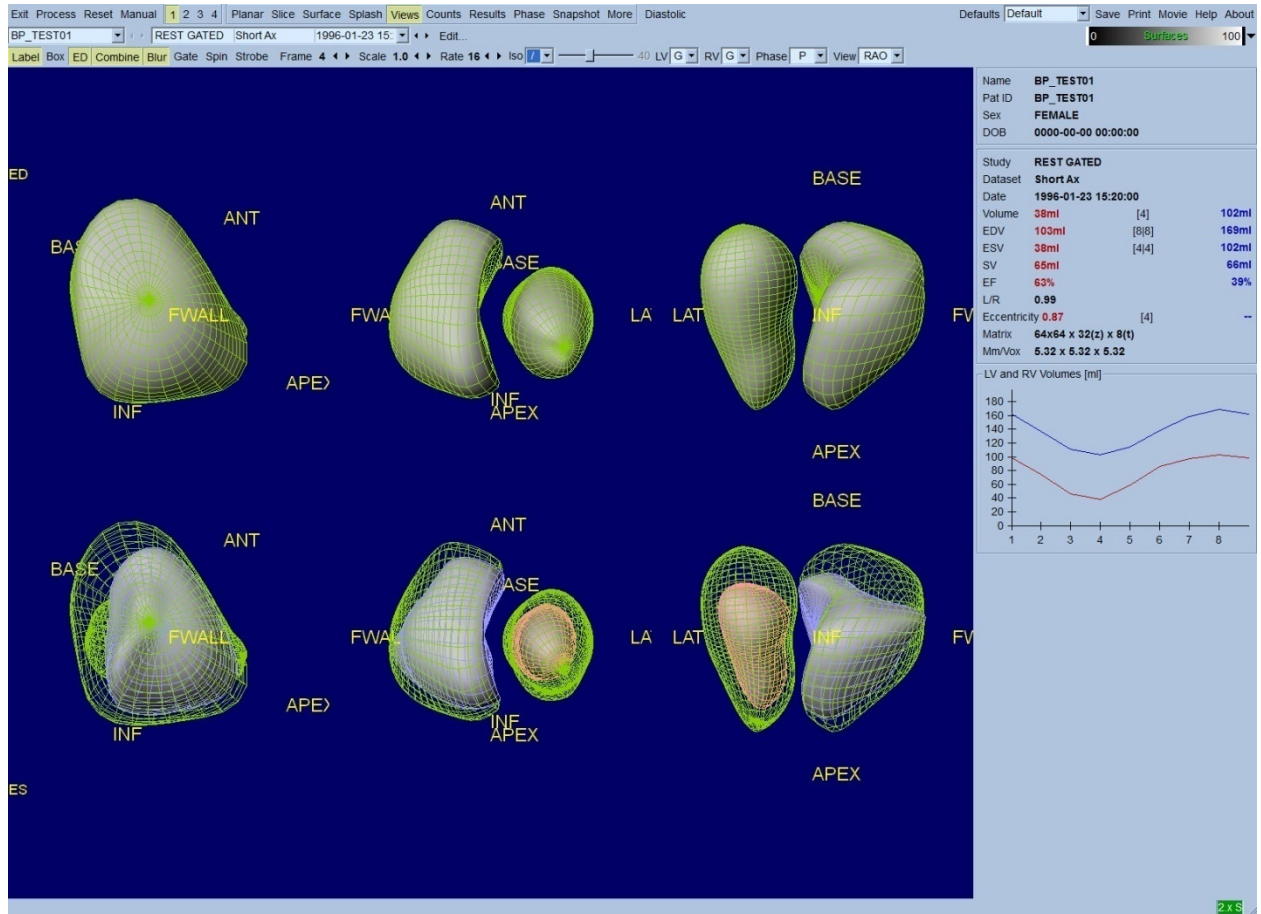 Exit Process Reset Manual 1 2 3 4 Planar Slice Surface Splash Views Counts Results Phase Snapshot More Diastolic Defaults Default Save Print Movie Help About
BP_TEST01 REST GATED Short Ax 1996-01-23 15: Edit... 0 Surfaces 100
Label Box ED Combine Blur Gate Spin Strobe Frame 4 Scale 1.0 Rate 16 Iso / 40 LV G RV G Phase P View RAO
ED
BAS
ANT
FWALL
APEX
INF
ANT
BASE
FWA
LA
INF
APEX
BASE
LAT
INF
FV
APEX
BASE
ANT
FWALL
APEX
INF
ANT
BASE
FWAL
LA
INF
APEX
BASE
LAT
INF
FV
APEX
ES
Name BP_TEST01
Pat ID BP_TEST01
Sex FEMALE
DOB 0000-00-00 00:00:00
Study REST GATED
Dataset Short Ax
Date 1996-01-23 15:20:00
Volume 38ml [4] 102ml
EDV 103ml [8|8] 169ml
ESV 38ml [4|4] 102ml
SV 65ml 66ml
EF 63% 39%
L/R 0.99
Eccentricity 0.87 [4] --
Matrix 64x64 x 32(z) x 8(t)
Mm/Vox 5.32 x 5.32 x 5.32
LV and RV Volumes [ml]
180
160
140
120
100
80
60
40
20
0
1 2 3 4 5 6 7 8
2 x S